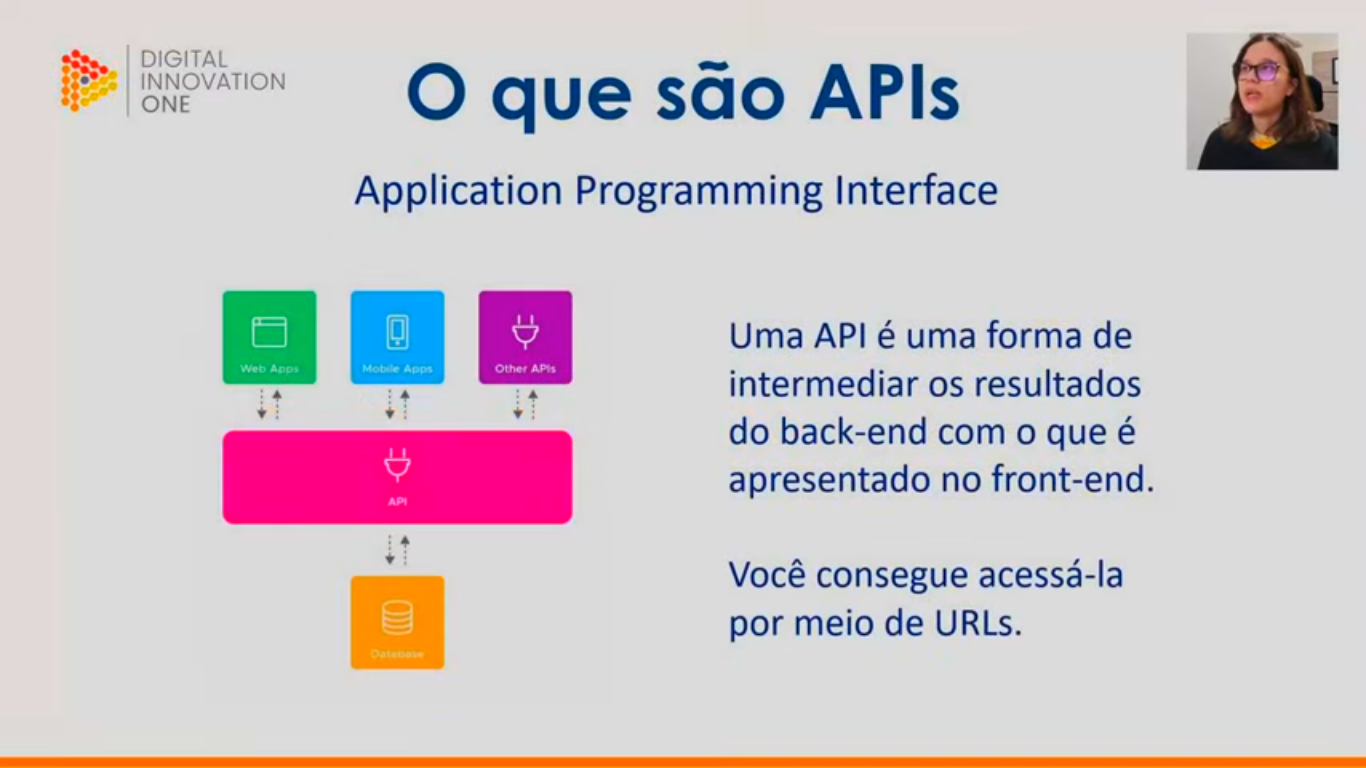 DIGITAL
INNOVATION
ONE
O que são APIs
Application Programming Interface
Web Apps
Mobile Apps
Other APIs
API
Database
Uma API é uma forma de
intermediar os resultados
do back-end com o que é
apresentado no front-end.
Você consegue acessá-la
por meio de URLs.